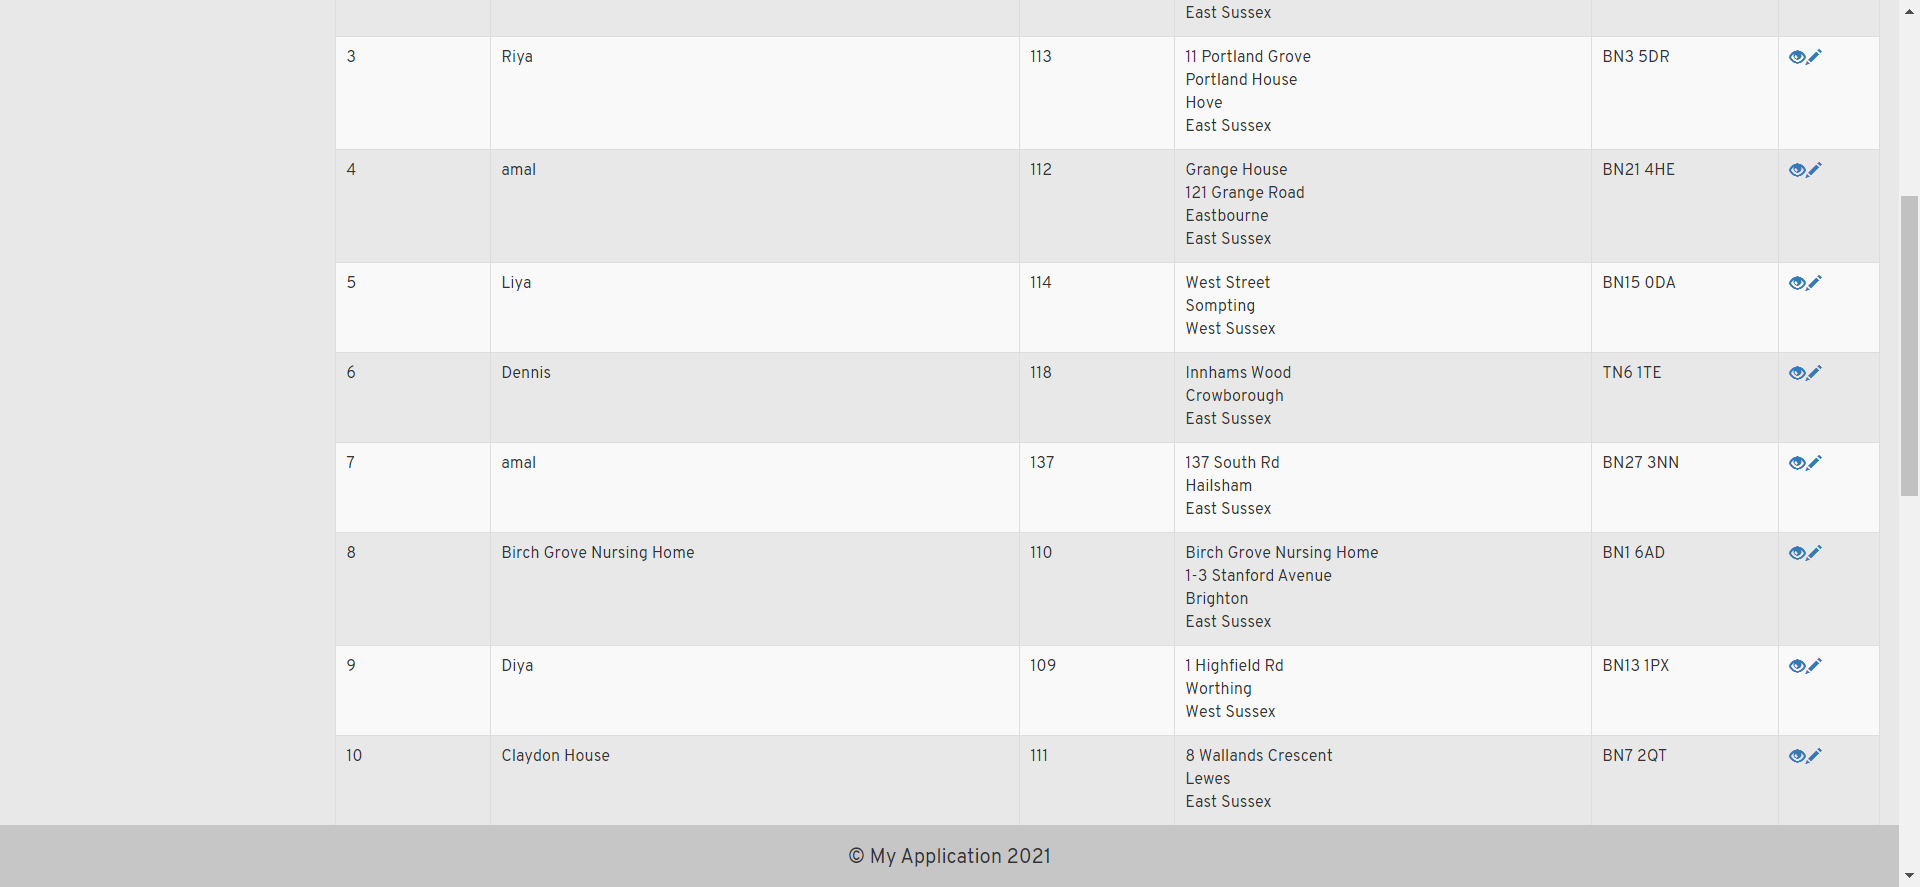 East Sussex
3 Riya 113 11 Portland Grove BN3 5DR
Portland House
Hove
East Sussex
4 amal 112 Grange House BN21 4HE
121 Grange Road
Eastbourne
East Sussex
5 Liya 114 West Street BN15 0DA
Sompting
West Sussex
6 Dennis 118 Innhams Wood TN6 1TE
Crowborough
East Sussex
7 amal 137 137 South Rd BN27 3NN
Hailsham
East Sussex
8 Birch Grove Nursing Home 110 Birch Grove Nursing Home BN1 6AD
1-3 Stanford Avenue
Brighton
East Sussex
9 Diya 109 1 Highfield Rd BN13 1PX
Worthing
West Sussex
10 Claydon House 111 8 Wallands Crescent BN7 2QT
Lewes
East Sussex
© My Application 2021